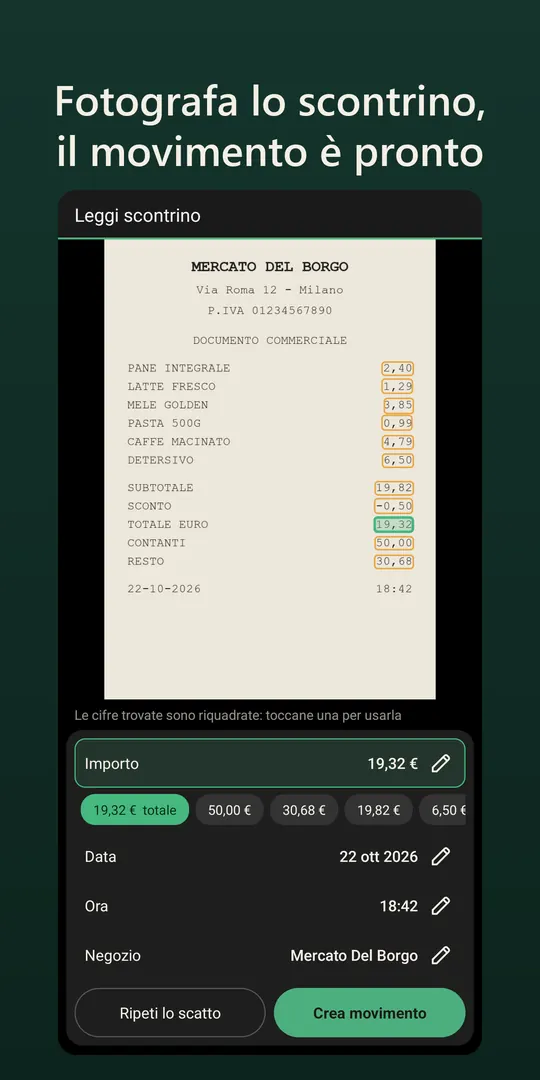 Fotografa lo scontrino,
il movimento è pronto
Leggi scontrino
MERCATO DEL BORGO
Via Roma 12 - Milano
P.IVA 01234567890
DOCUMENTO COMMERCIALE
PANE INTEGRALE 2,40
LATTE FRESCO 1,29
MELE GOLDEN 3,85
PASTA 500G 0,99
CAFFE MACINATO 4,79
DETERSIVO 6,50
SUBTOTALE 19,82
SCONTO -0,50
TOTALE EURO 19,32
CONTANTI 50,00
RESTO 30,68
22-10-2026 18:42
Le cifre trovate sono riquadrate: toccane una per usarla
Importo 19,32 €
19,32 € totale 50,00 € 30,68 € 19,82 € 6,50 €
Data 22 ott 2026
Ora 18:42
Negozio Mercato Del Borgo
Ripeti lo scatto Crea movimento